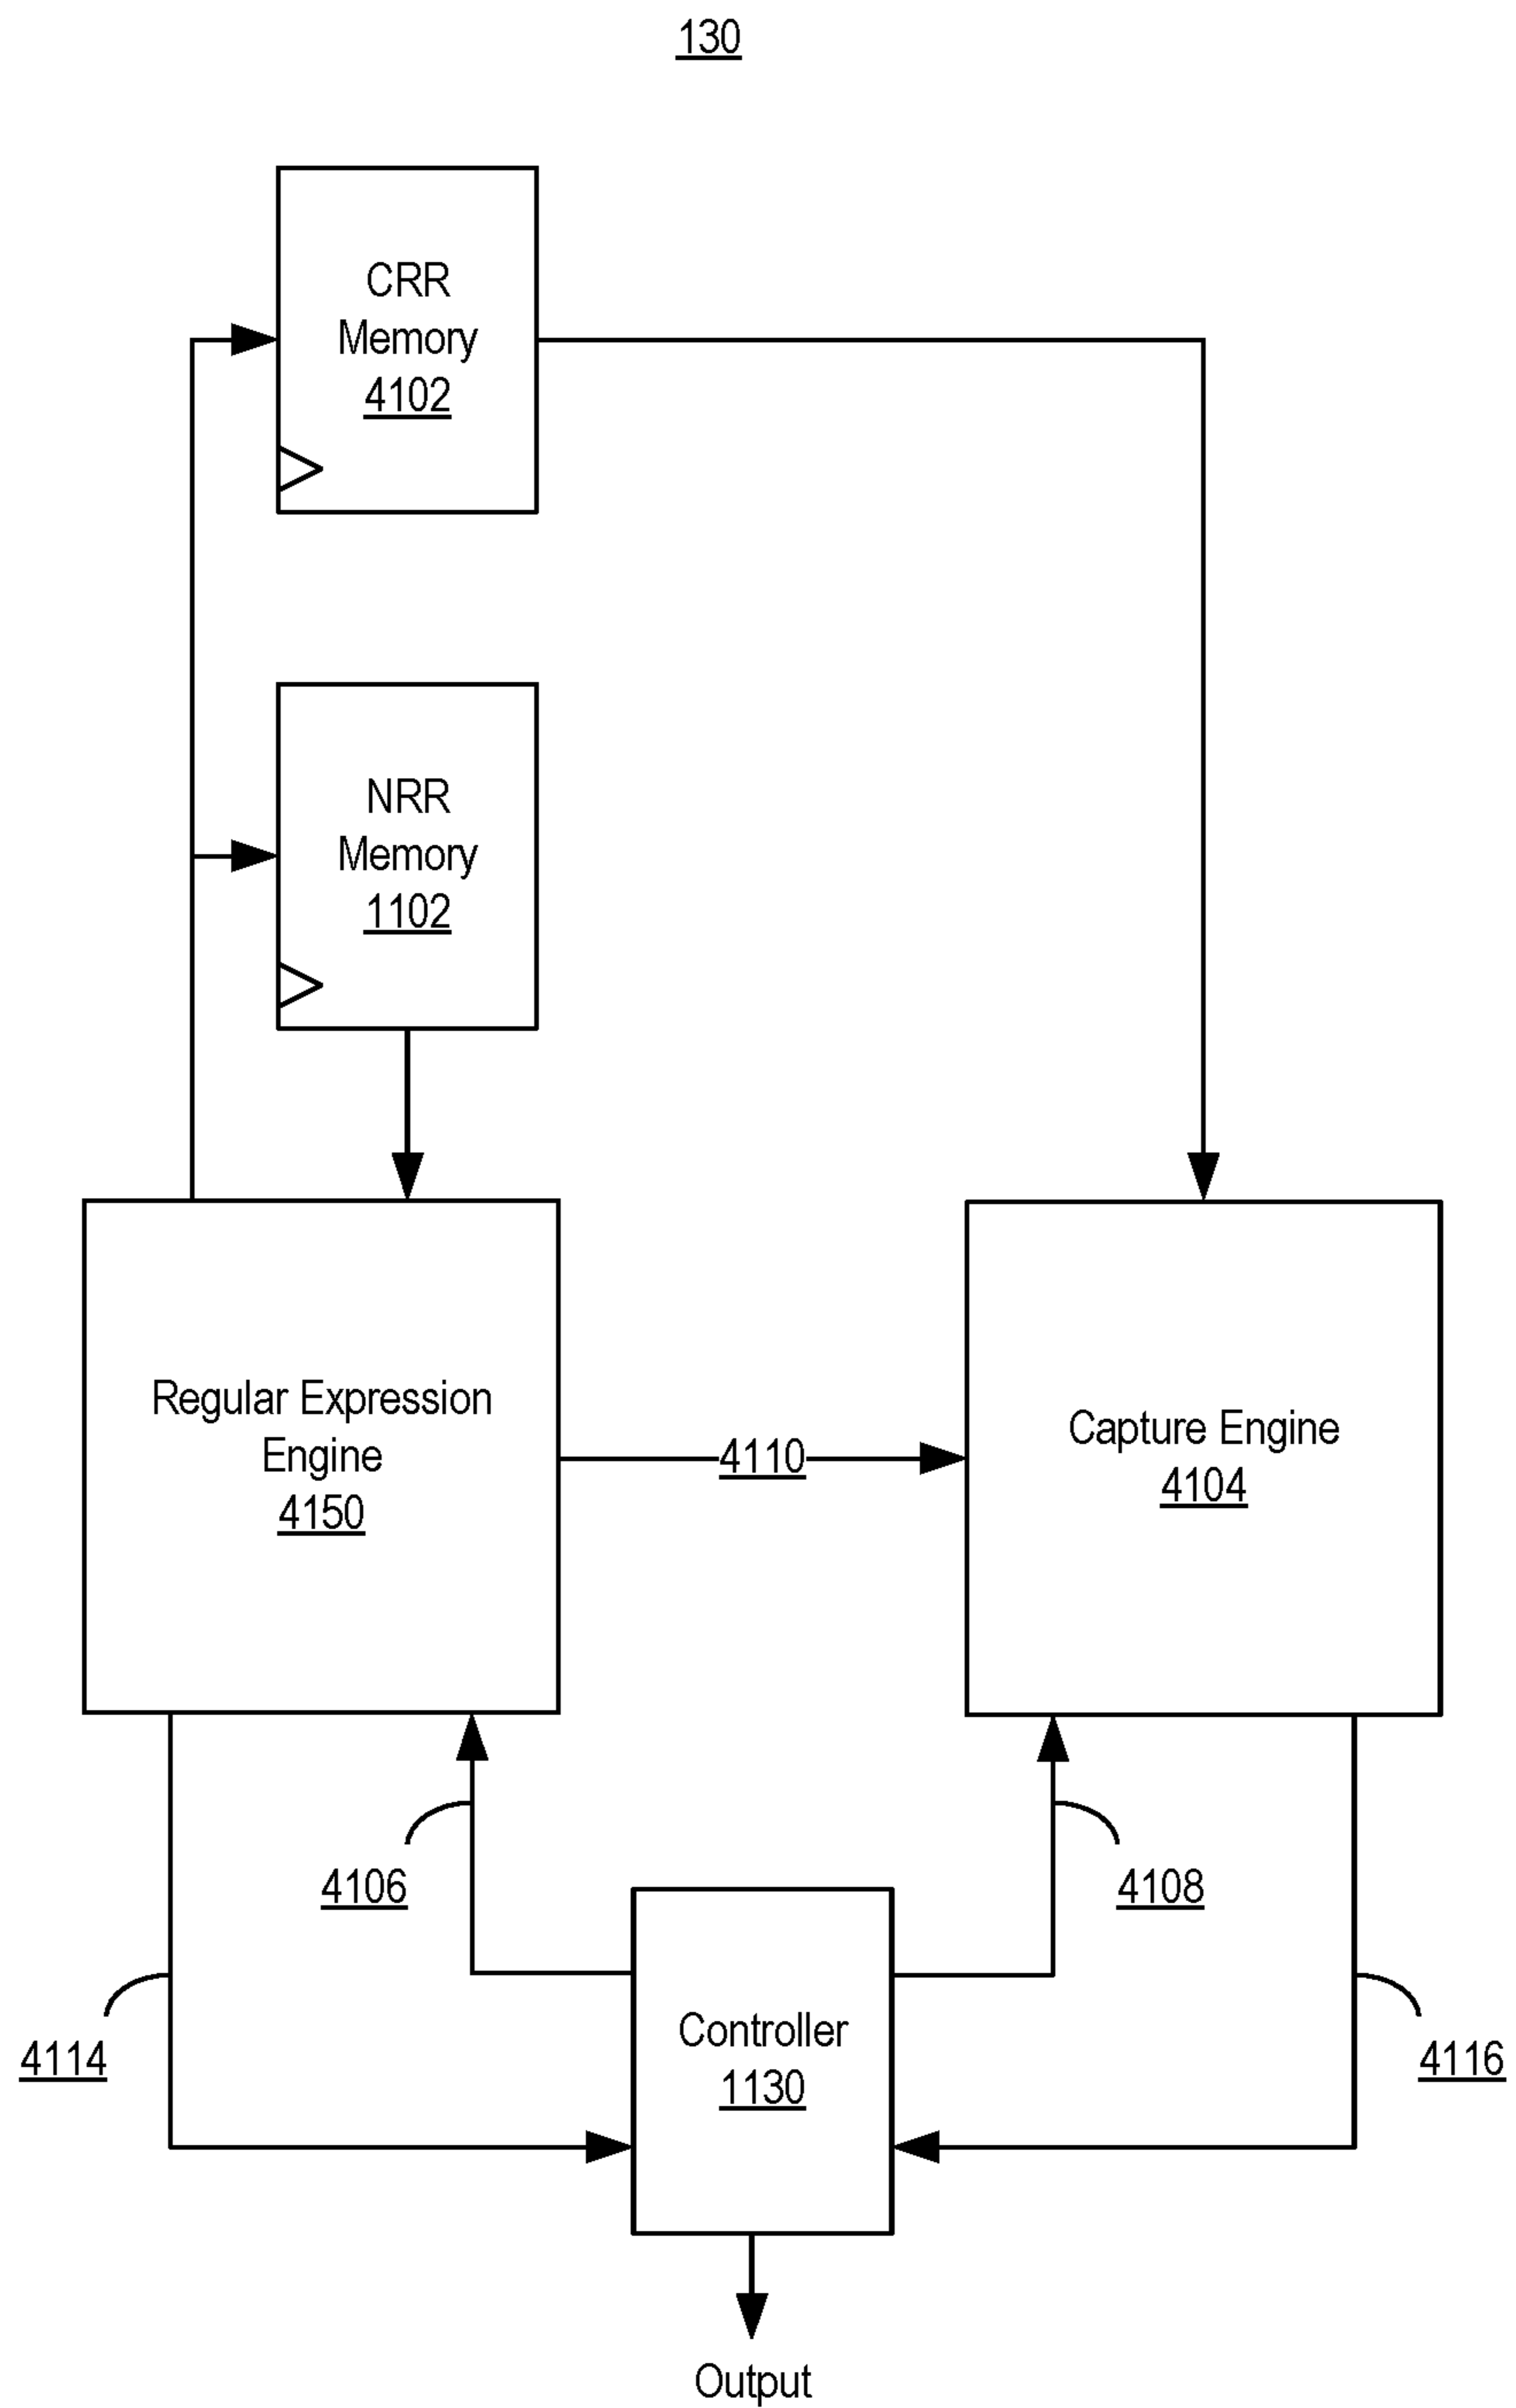 130
CRR
Memory
4102
NRR
Memory
1102
Regular Expression
Engine
4150
4110
Capture Engine
4104
4106
4108
Controller
1130
4114
4116
Output